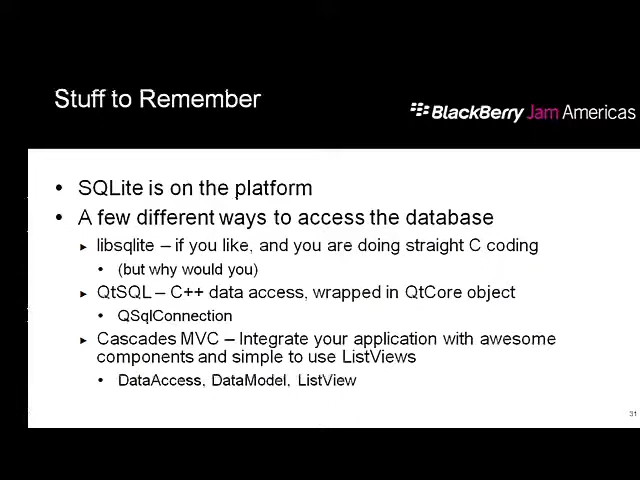 Stuff to Remember
BlackBerry Jam Americas
• SQLite is on the platform
• A few different ways to access the database
► libsqlite – if you like, and you are doing straight C coding
• (but why would you)
► QtSQL – C++ data access, wrapped in QtCore object
• QSqlConnection
► Cascades MVC – Integrate your application with awesome
components and simple to use ListViews
• DataAccess, DataModel, ListView
31